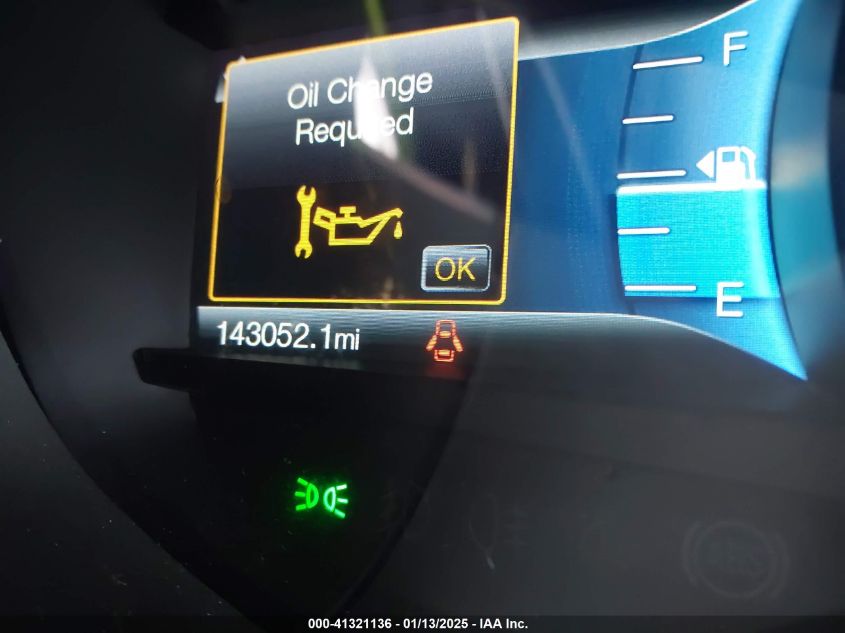 Oil Change
Required
OK
F
E
143052.1mi
000-41321136 - 01/13/2025 - IAA Inc.